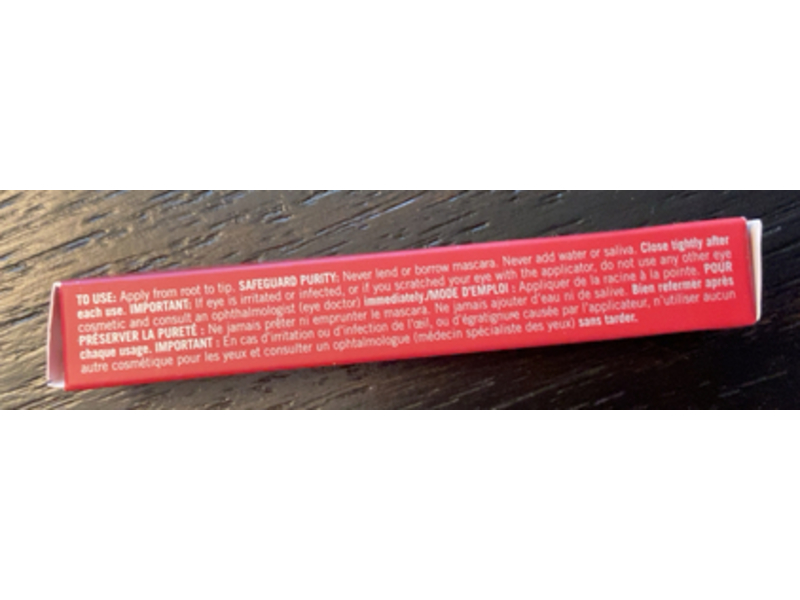 TO USE: Apply from root to tip. SAFEGUARD PURITY: Never lend or borrow mascara. Never add water or saliva. Close tightly after
each use. IMPORTANT: If eye is irritated or infected, or if you scratched your eye with the applicator, do not use any other eye
cosmetic and consult an ophthalmologist (eye doctor) immediately./MODE D'EMPLOI : Appliquer de la racine à la pointe. POUR
PRÉSERVER LA PURETÉ : Ne jamais prêter ni emprunter le mascara. Ne jamais ajouter d'eau ni de salive. Bien refermer après
chaque usage. IMPORTANT : En cas d'irritation ou d'infection de l'œil, ou d'égratignure causée par l'applicateur, n'utiliser aucun
autre cosmétique pour les yeux et consulter un ophtalmologue (médecin spécialiste des yeux) sans tarder.